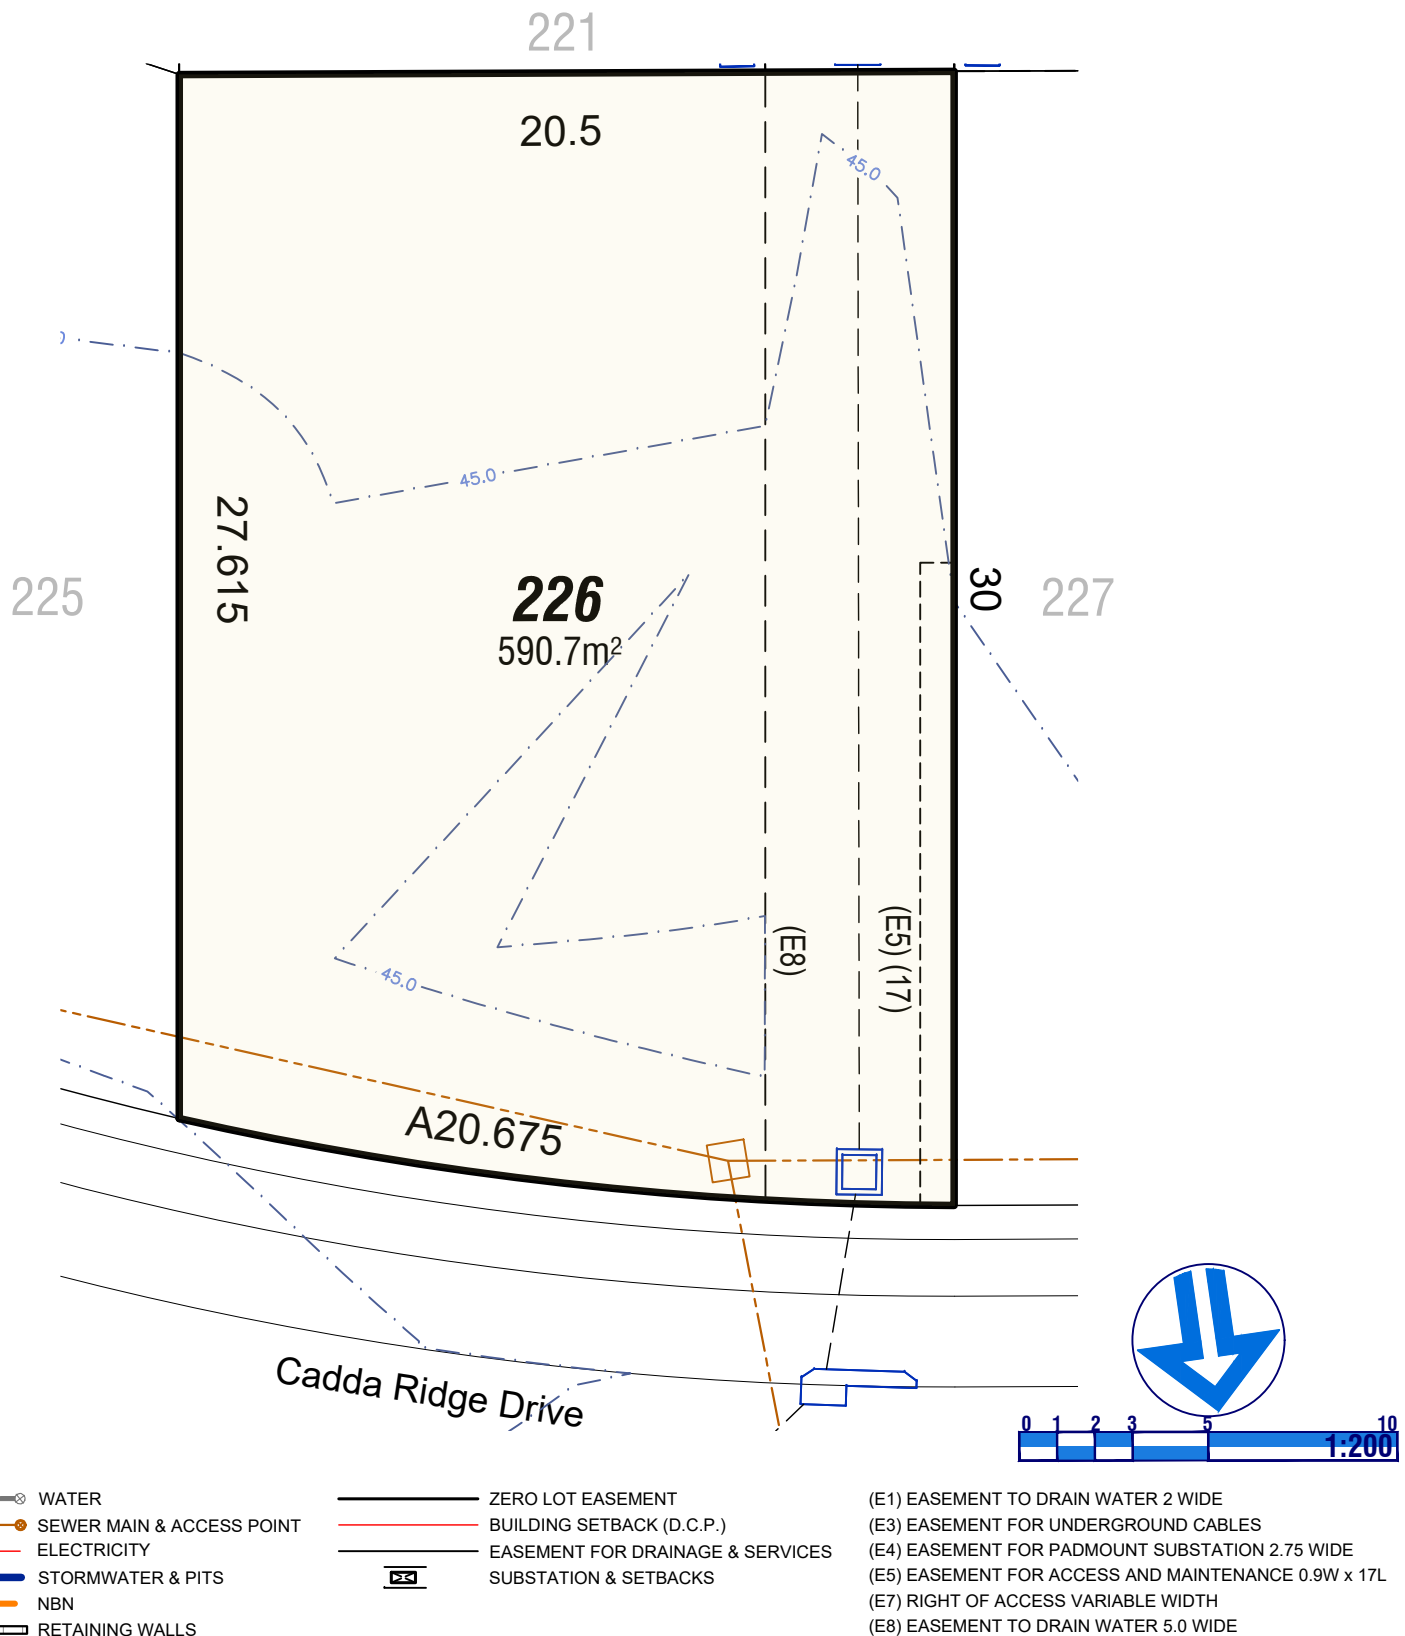 221
20.5
45.0
45.0
27.615
225
226
590.7m²
30
227
(E8)
(E5) (17)
45.0
A20.675
Cadda Ridge Drive
0 1 2 3 5 10
1:200
WATER
SEWER MAIN & ACCESS POINT
ELECTRICITY
STORMWATER & PITS
NBN
RETAINING WALLS
ZERO LOT EASEMENT
BUILDING SETBACK (D.C.P.)
EASEMENT FOR DRAINAGE & SERVICES
SUBSTATION & SETBACKS
(E1) EASEMENT TO DRAIN WATER 2 WIDE
(E3) EASEMENT FOR UNDERGROUND CABLES
(E4) EASEMENT FOR PADMOUNT SUBSTATION 2.75 WIDE
(E5) EASEMENT FOR ACCESS AND MAINTENANCE 0.9W x 17L
(E7) RIGHT OF ACCESS VARIABLE WIDTH
(E8) EASEMENT TO DRAIN WATER 5.0 WIDE